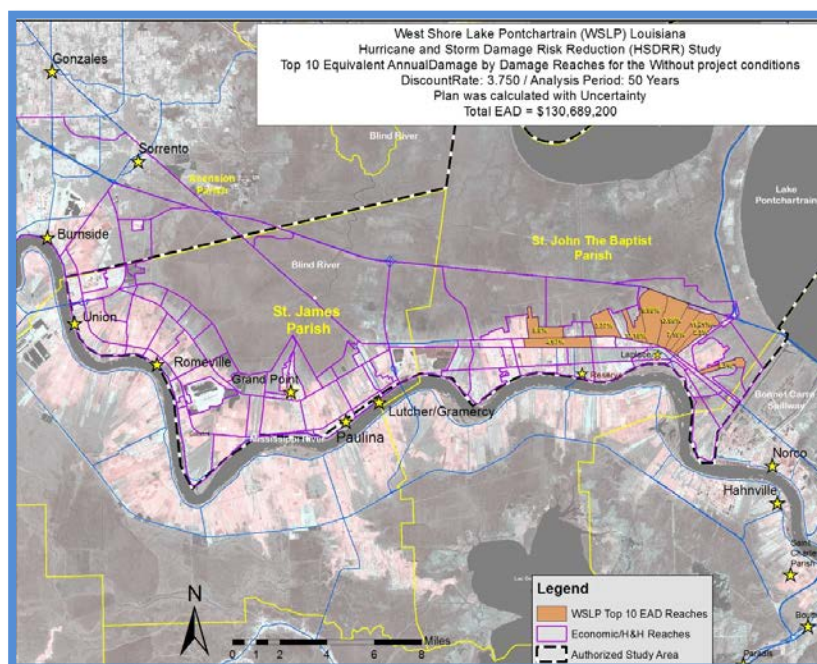 West Shore Lake Pontchartrain (WSLP) Louisiana
Hurricane and Storm Damage Risk Reduction (HSDRR) Study
Top 10 Equivalent AnnualDamage by Damage Reaches for the Without project conditions
DiscountRate: 3.750 / Analysis Period: 50 Years
Plan was calculated with Uncertainty
Total EAD = $130,689,200
Gonzales
Blind River
Sorrento
Ascension
Parish
Lake
Pontchartrain
Burnside
St. John The Baptist
Parish
Blind River
St. James
Parish
Union
Romeville
Laplace
Reserve
Grand Point
Bonnet Carre
Spillway
Lutcher/Gramercy
Paulina
Mississippi River
Norco
Hahnville
Saint
Charles
Parish
N
Miles
0 1 2 4 6 8
Legend
WSLP Top 10 EAD Reaches
Economic/H&H Reaches
Authorized Study Area
Paradis